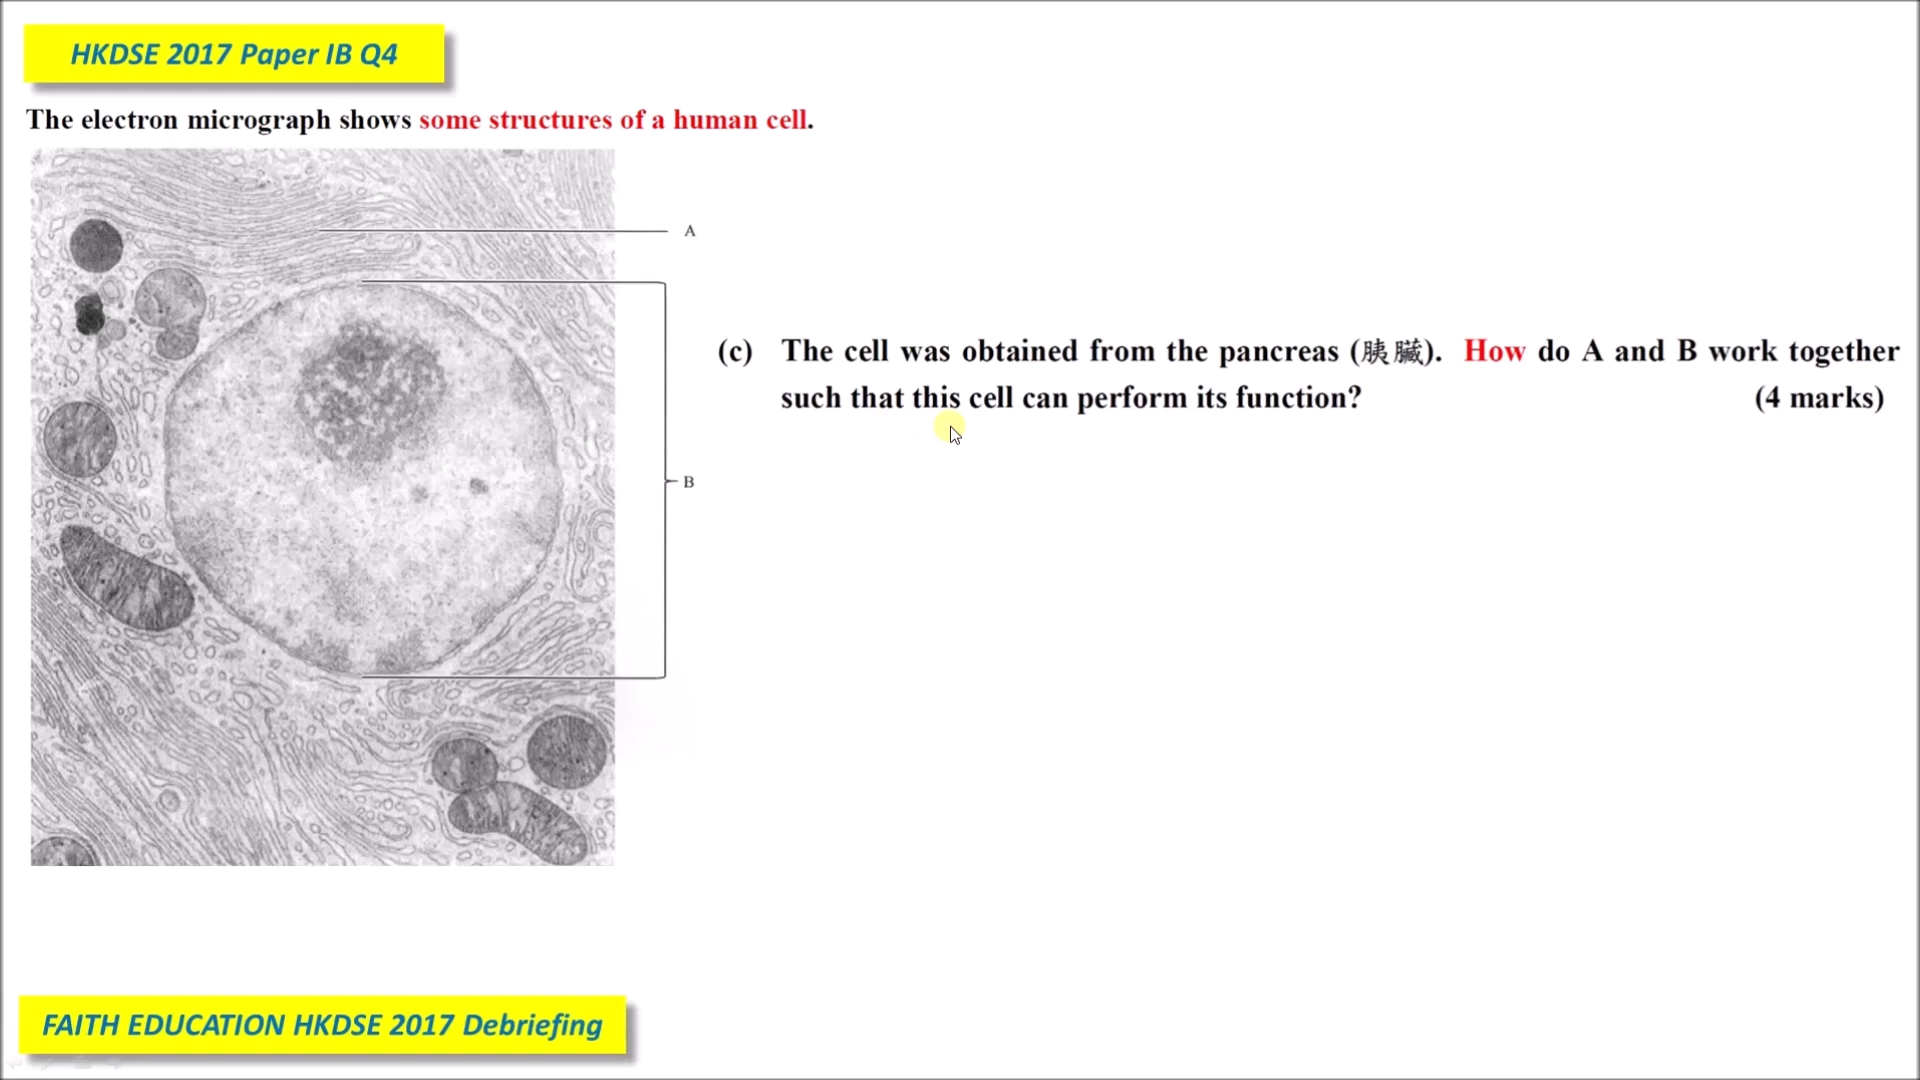 HKDSE 2017 Paper IB Q4
The electron micrograph shows some structures of a human cell.
A
B
(c) The cell was obtained from the pancreas (胰臟). How do A and B work together
such that this cell can perform its function? (4 marks)
FAITH EDUCATION HKDSE 2017 Debriefing